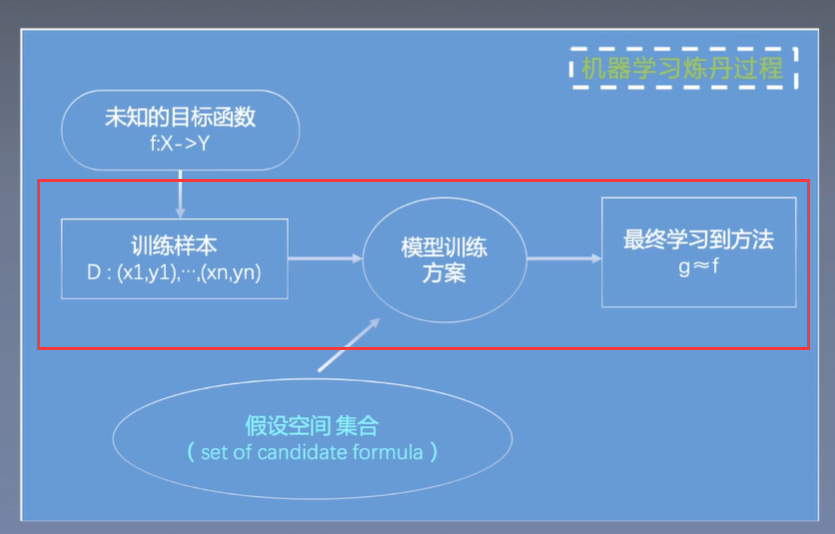 机器学习炼丹过程
未知的目标函数
f:X->Y
训练样本
D : (x1,y1),···,(xn,yn)
模型训练
方案
最终学习到方法
g≈f
假设空间 集合
( set of candidate formula )